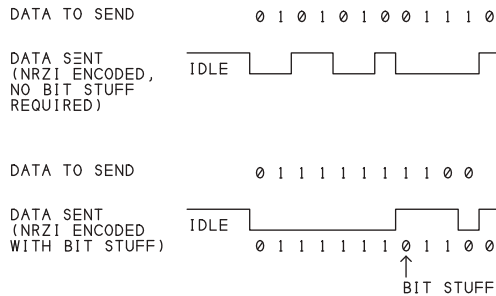 DATA TO SEND 0 1 0 1 0 1 0 0 1 1 1 0
DATA SENT
(NRZI ENCODED,
NO BIT STUFF
REQUIRED)
IDLE
DATA TO SEND 0 1 1 1 1 1 1 1 1 0 0
DATA SENT
(NRZI ENCODED
WITH BIT STUFF)
IDLE
0 1 1 1 1 1 1 0 1 1 0 0
BIT STUFF